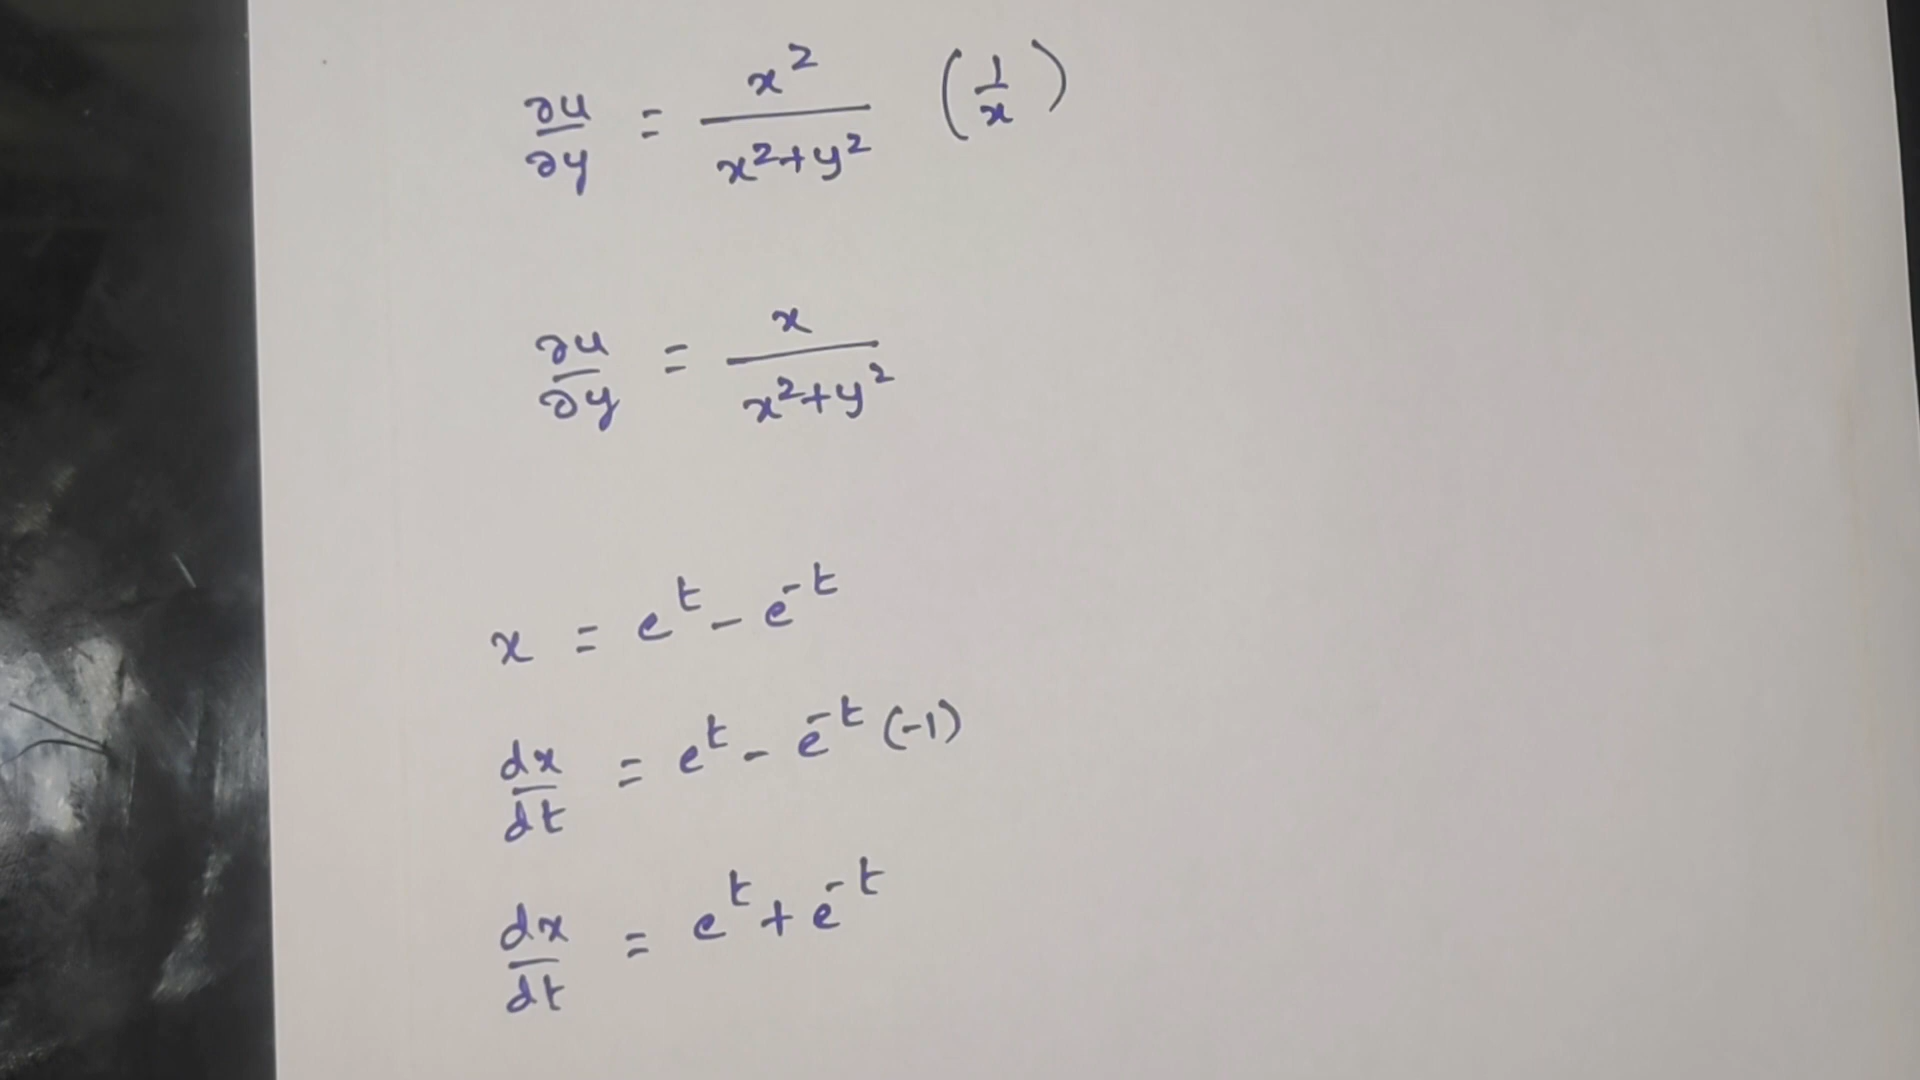 ∂u/∂y = x²/(x²+y²) (1/x)
∂u/∂y = x/(x²+y²)
x = e^t - e^-t
dx/dt = e^t - e^-t (-1)
dx/dt = e^t + e^-t